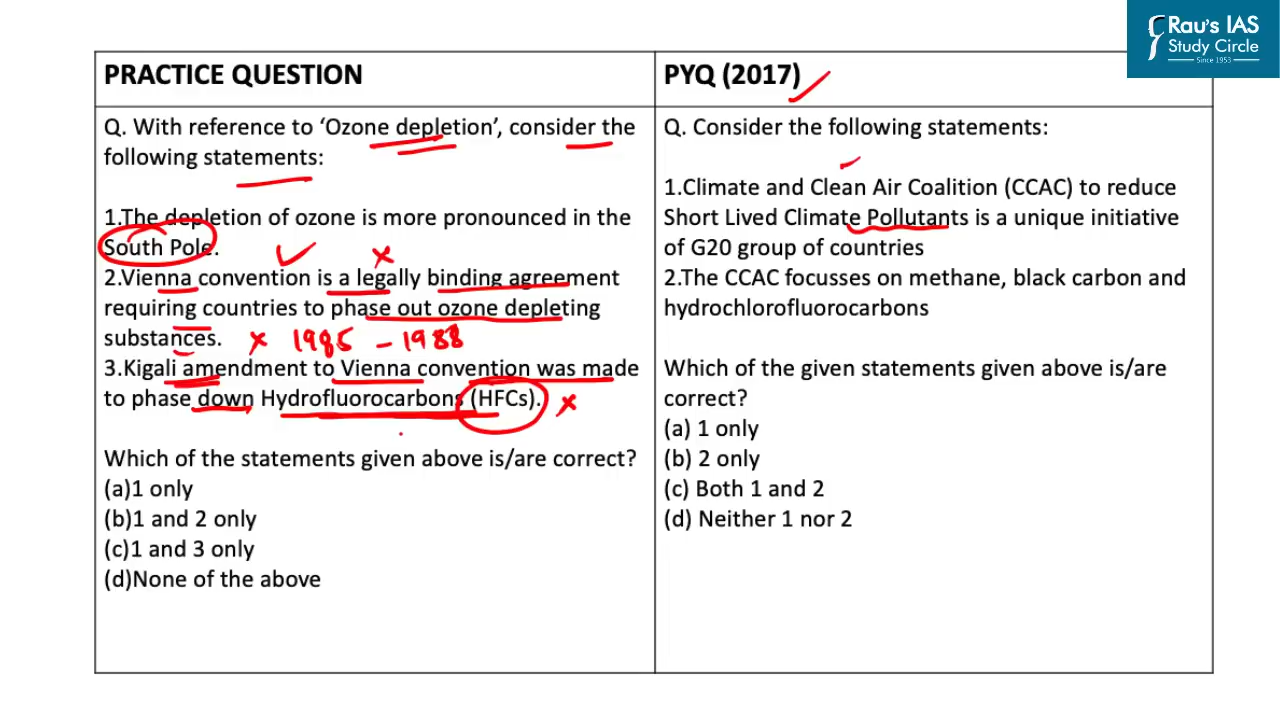 Rau's IAS
Study Circle
Since 1953
PRACTICE QUESTION
Q. With reference to ‘Ozone depletion’, consider the
following statements:
1.The depletion of ozone is more pronounced in the
South Pole.
2.Vienna convention is a legally binding agreement
requiring countries to phase out ozone depleting
substances. x 1985 – 1988
3.Kigali amendment to Vienna convention was made
to phase down Hydrofluorocarbons (HFCs). x
Which of the statements given above is/are correct?
(a)1 only
(b)1 and 2 only
(c)1 and 3 only
(d)None of the above
PYQ (2017)
Q. Consider the following statements:
1.Climate and Clean Air Coalition (CCAC) to reduce
Short Lived Climate Pollutants is a unique initiative
of G20 group of countries
2.The CCAC focusses on methane, black carbon and
hydrochlorofluorocarbons
Which of the given statements given above is/are
correct?
(a) 1 only
(b) 2 only
(c) Both 1 and 2
(d) Neither 1 nor 2